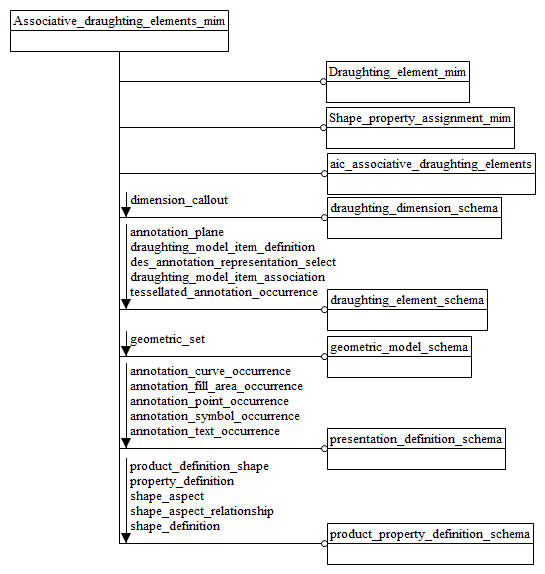 Associative_draughting_elements_mim
Draughting_element_mim
Shape_property_assignment_mim
aic_associative_draughting_elements
dimension_callout
draughting_dimension_schema
annotation_plane
draughting_model_item_definition
des_annotation_representation_select
draughting_model_item_association
tessellated_annotation_occurrence
draughting_element_schema
geometric_set
geometric_model_schema
annotation_curve_occurrence
annotation_fill_area_occurrence
annotation_point_occurrence
annotation_symbol_occurrence
annotation_text_occurrence
presentation_definition_schema
product_definition_shape
property_definition
shape_aspect
shape_aspect_relationship
shape_definition
product_property_definition_schema